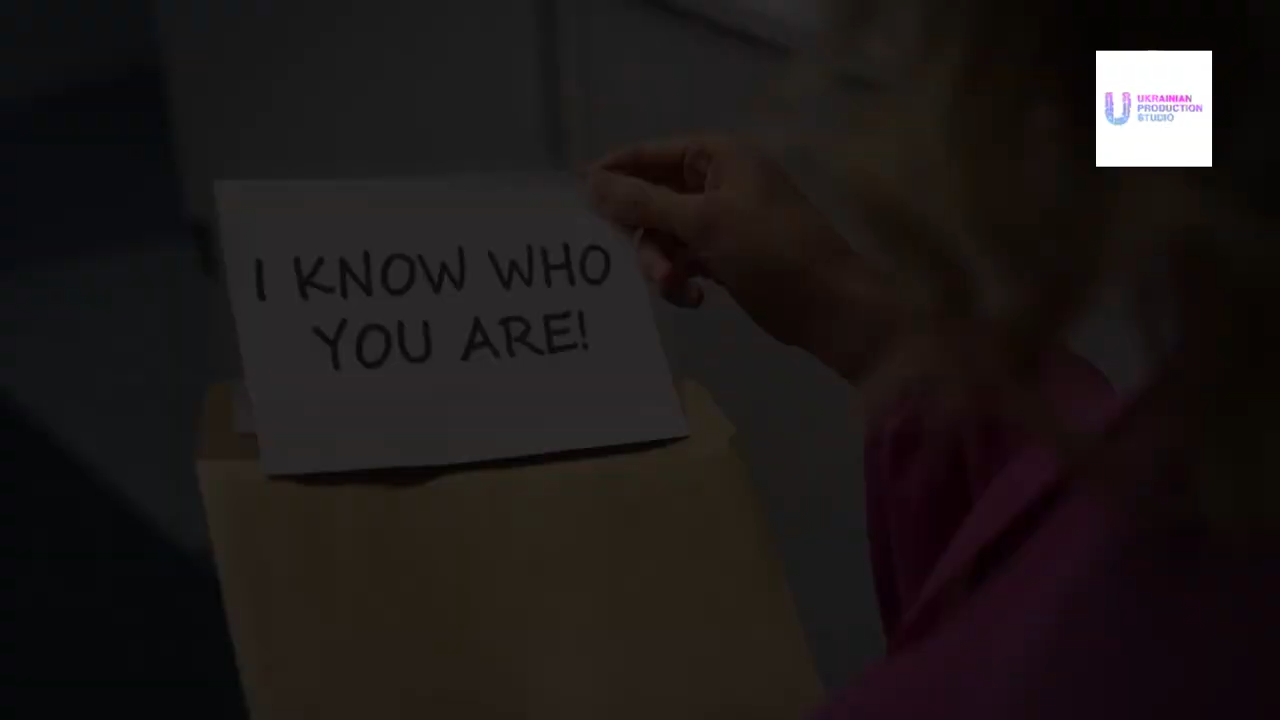 I KNOW WHO
YOU ARE!
U UKRAINIAN
PRODUCTION
STUDIO